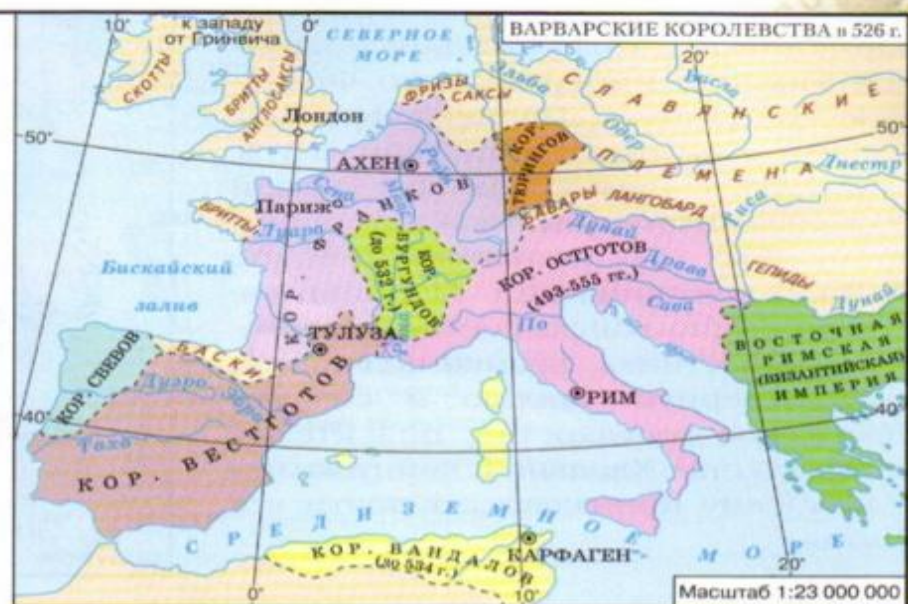 10°
к западу
от Гринвича
0°
СЕВЕРНОЕ
МОРЕ
ВАРВАРСКИЕ КОРОЛЕВСТВА в 526 г.
20°
СКОТТЫ
БРИТТЫ
АНГЛОСАКСЫ
Лондон
ФРИЗЫ
САКСЫ
Эльба
Одер
Висла
СЛАВЯНСКИЕ
ПЛЕМЕНА
50°
50°
АХЕН
Рейн
КОР.
ТЮРИНГОВ
Днестр
Тиса
Сена
Париж
Луара
БРИТТЫ
КОР. ФРАНКОВ
ЛАНГОБАРД
Дунай
КОР.
БУРГУНДОВ
(до 532 г.)
КОР. ОСТГОТОВ
(493-555 гг.)
Драва
Сава
ГЕПИДЫ
Дунай
Бискайский
залив
По
ТУЛУЗА
БАСКИ
КОР. СВЕВОВ
Дуэро
Эбро
Тахо
КОР. ВЕСТГОТОВ
РИМ
ВОСТОЧНАЯ
РИМСКАЯ
(ВИЗАНТИЙСКАЯ)
ИМПЕРИЯ
40°
40°
СРЕДИЗЕМНОЕ МОРЕ
КОР. ВАНДАЛОВ
(до 534 г.)
КАРФАГЕН
0°
10°
20°
Масштаб 1:23 000 000